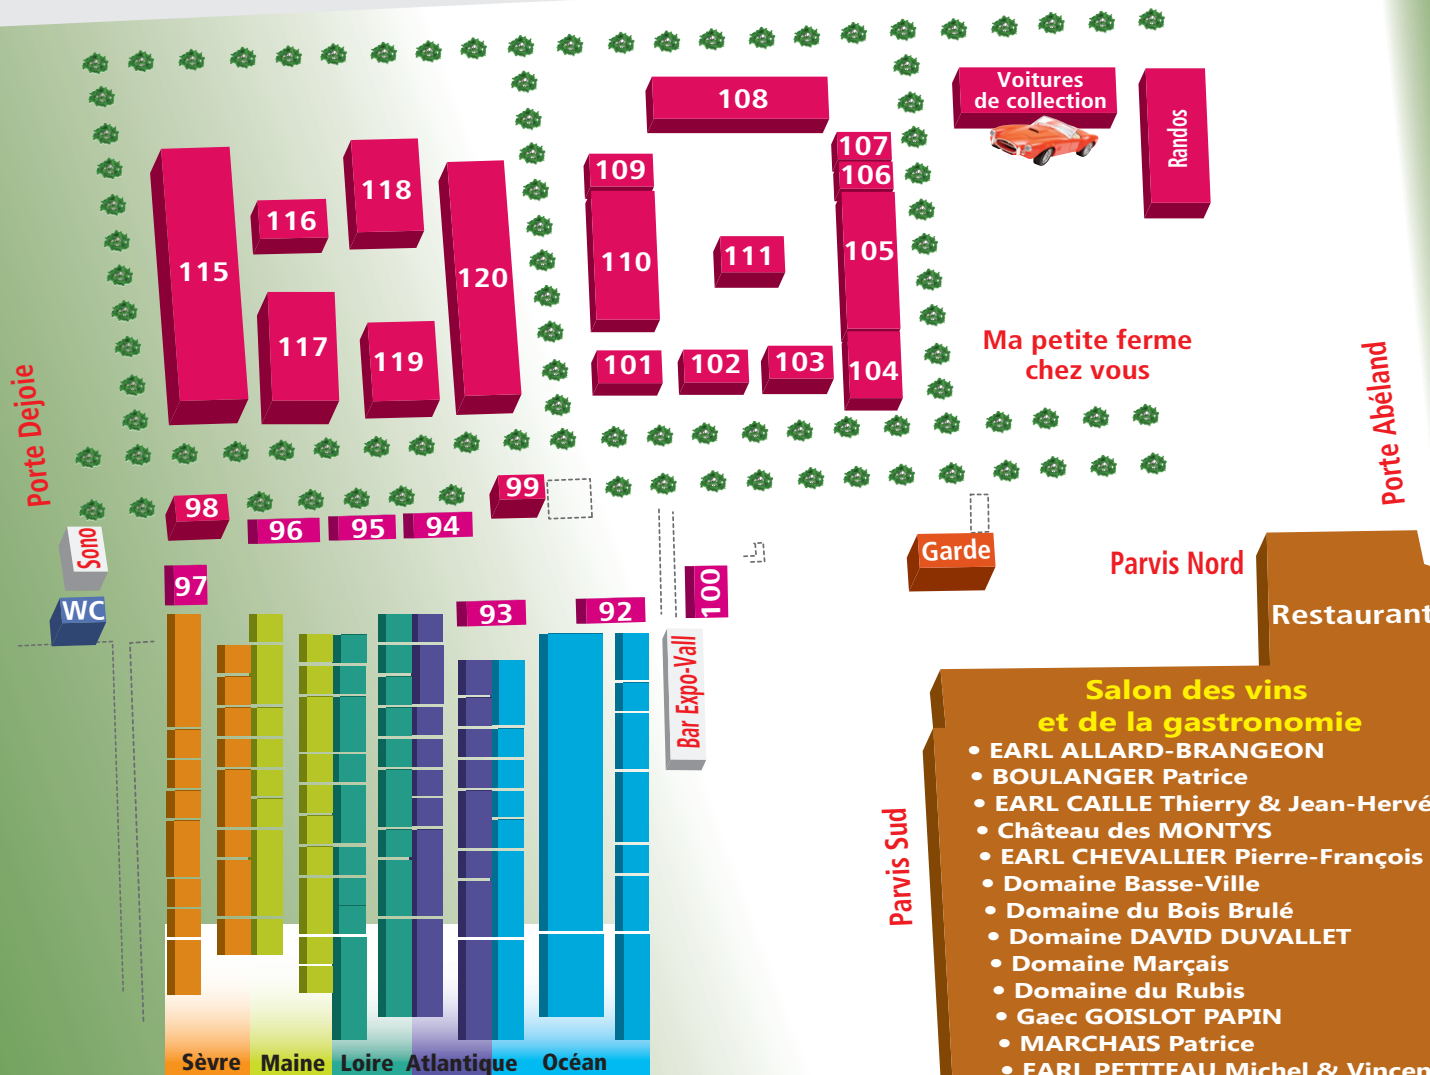 108
Voitures
de collection
Randos
107
106
109
118
116
105
110
111
115
120
117
119
101
102
103
104
Ma petite ferme
chez vous
Porte Abéland
Porte Dejoie
99
98
96
95
94
Sono
97
WC
93
92
100
Garde
Parvis Nord
Restaurant
Bar Expo-Vall
Parvis Sud
Salon des vins
et de la gastronomie
• EARL ALLARD-BRANGEON
• BOULANGER Patrice
• EARL CAILLE Thierry & Jean-Hervé
• Château des MONTYS
• EARL CHEVALLIER Pierre-François
• Domaine Basse-Ville
• Domaine du Bois Brulé
• Domaine DAVID DUVALLET
• Domaine Marçais
• Domaine du Rubis
• Gaec GOISLOT PAPIN
• MARCHAIS Patrice
• EARL PETITEAU Michel & Vincen
Sèvre
Maine
Loire
Atlantique
Océan